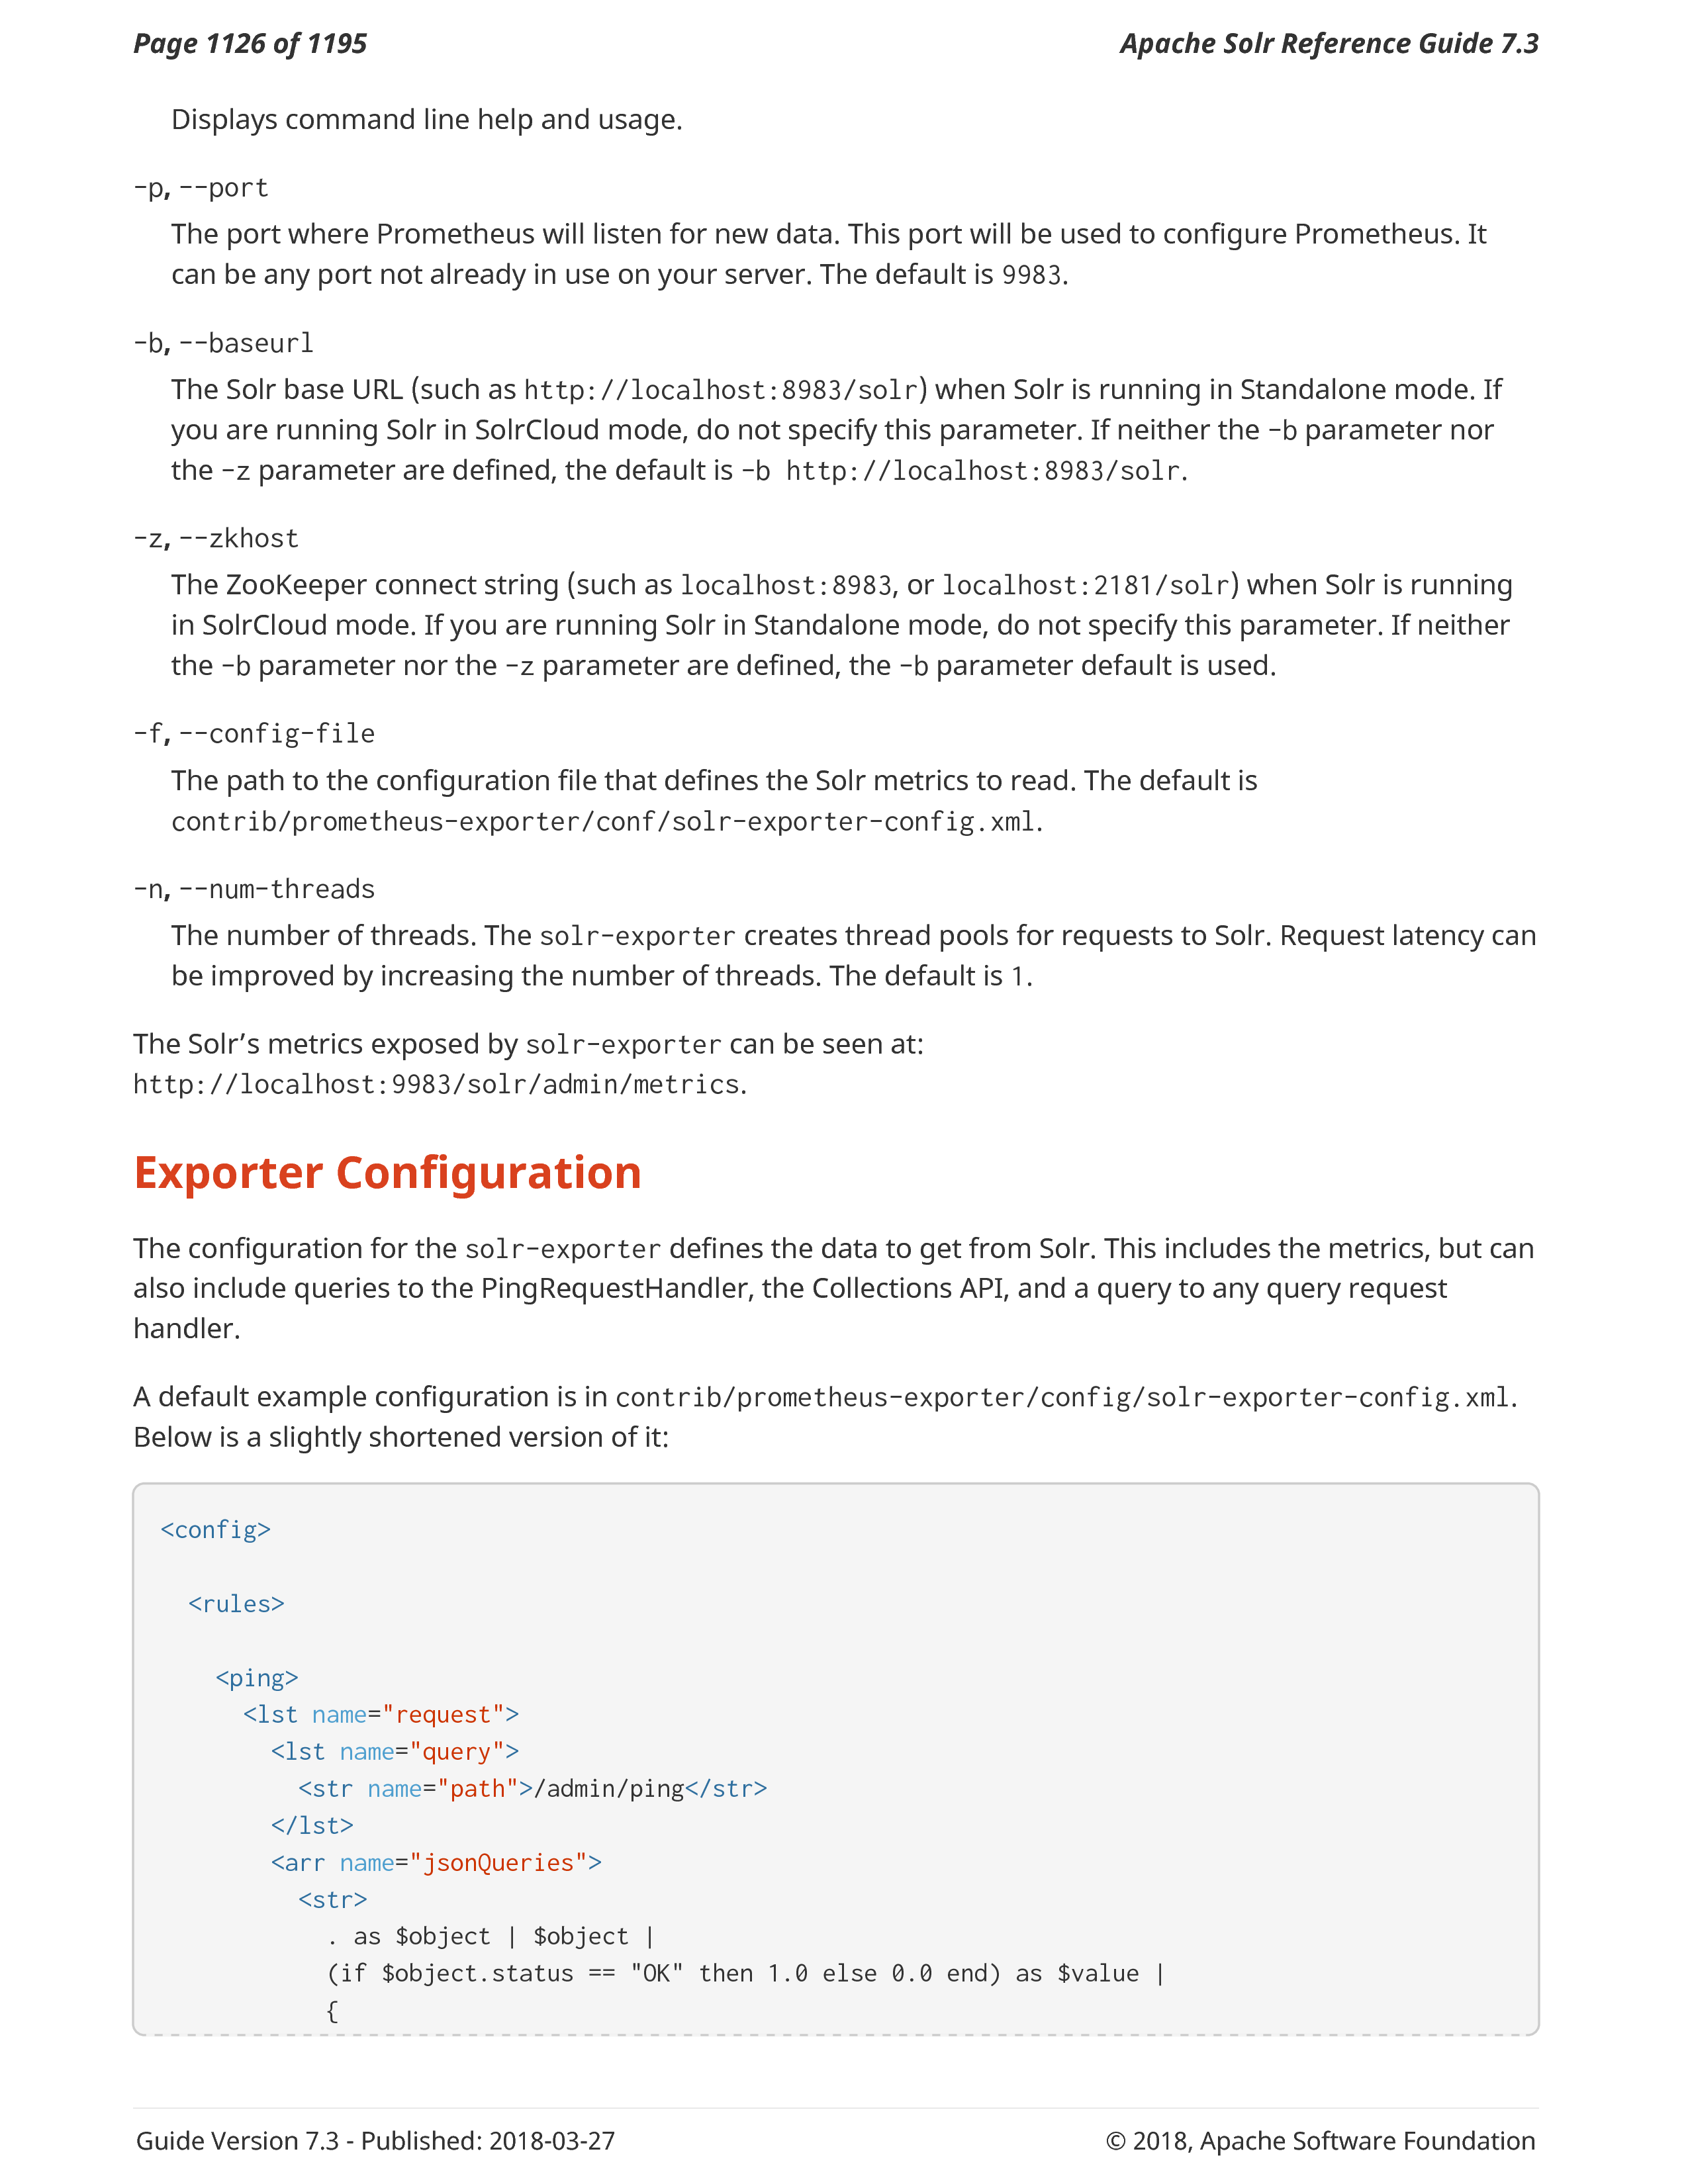 Page 1126 of 1195
Apache Solr Reference Guide 7.3
Displays command line help and usage.
-p, --port
The port where Prometheus will listen for new data. This port will be used to configure Prometheus. It
can be any port not already in use on your server. The default is 9983.
-b, --baseurl
The Solr base URL (such as http://localhost:8983/solr) when Solr is running in Standalone mode. If
you are running Solr in SolrCloud mode, do not specify this parameter. If neither the -b parameter nor
the -z parameter are defined, the default is -b http://localhost:8983/solr.
-z, --zkhost
The ZooKeeper connect string (such as localhost:8983, or localhost:2181/solr) when Solr is running
in SolrCloud mode. If you are running Solr in Standalone mode, do not specify this parameter. If neither
the -b parameter nor the -z parameter are defined, the -b parameter default is used.
-f, --config-file
The path to the configuration file that defines the Solr metrics to read. The default is
contrib/prometheus-exporter/conf/solr-exporter-config.xml.
-n, --num-threads
The number of threads. The solr-exporter creates thread pools for requests to Solr. Request latency can
be improved by increasing the number of threads. The default is 1.
The Solr’s metrics exposed by solr-exporter can be seen at:
http://localhost:9983/solr/admin/metrics.
Exporter Configuration
The configuration for the solr-exporter defines the data to get from Solr. This includes the metrics, but can
also include queries to the PingRequestHandler, the Collections API, and a query to any query request
handler.
A default example configuration is in contrib/prometheus-exporter/config/solr-exporter-config.xml.
Below is a slightly shortened version of it:
<config>
<rules>
<ping>
<lst name="request">
<lst name="query">
<str name="path">/admin/ping</str>
</lst>
<arr name="jsonQueries">
<str>
. as $object | $object |
(if $object.status == "OK" then 1.0 else 0.0 end) as $value |
{
Guide Version 7.3 - Published: 2018-03-27
© 2018, Apache Software Foundation